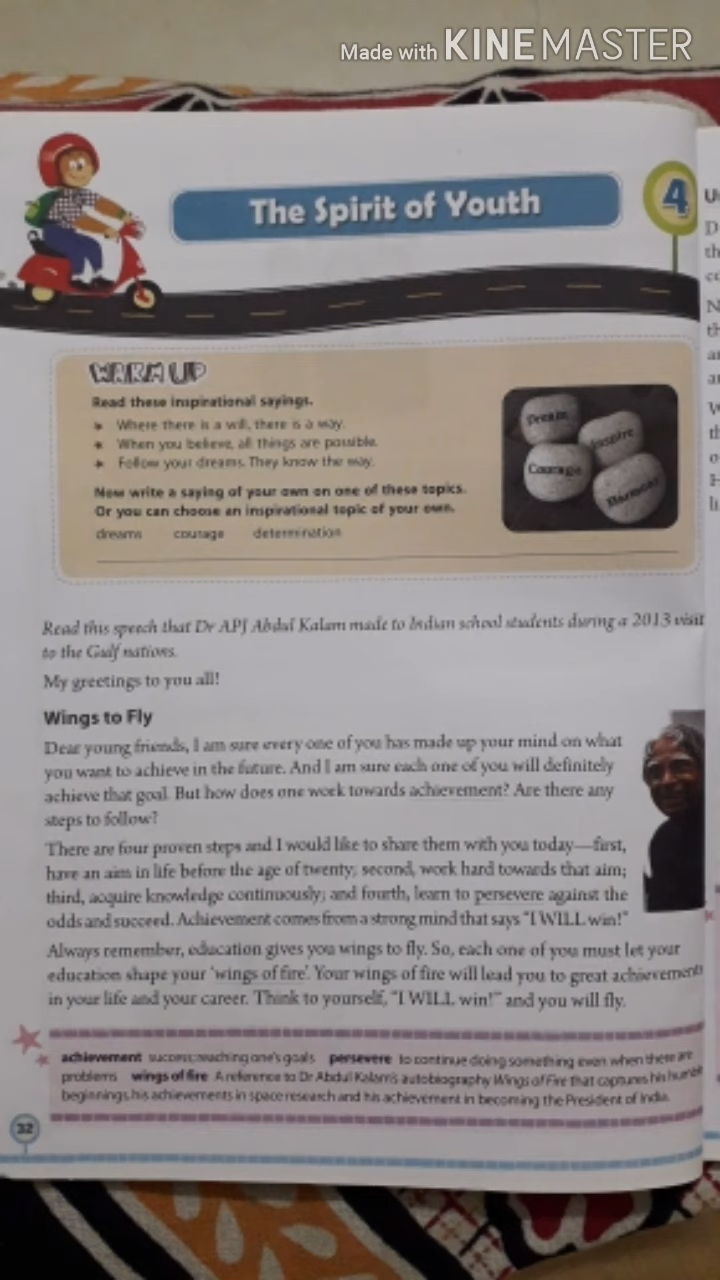 Made with KINEMASTER
The Spirit of Youth
4
WARM UP
Read these inspirational sayings.
Where there is a will, there is a way.
When you believe, all things are possible.
Follow your dreams. They know the way.
Now write a saying of your own on one of these topics.
Or you can choose an inspirational topic of your own.
dreams courage determination
Dream
Inspire
Courage
Harmony
Read this speech that Dr APJ Abdul Kalam made to Indian school students during a 2013 visit
to the Gulf nations.
My greetings to you all!
Wings to Fly
Dear young friends, I am sure every one of you has made up your mind on what
you want to achieve in the future. And I am sure each one of you will definitely
achieve that goal. But how does one work towards achievement? Are there any
steps to follow?
There are four proven steps and I would like to share them with you today—first,
have an aim in life before the age of twenty; second, work hard towards that aim;
third, acquire knowledge continuously; and fourth, learn to persevere against the
odds and succeed. Achievement comes from a strong mind that says "I WILL win!"
Always remember, education gives you wings to fly. So, each one of you must let your
education shape your 'wings of fire'. Your wings of fire will lead you to great achievements
in your life and your career. Think to yourself, "I WILL win!" and you will fly.
achievement success; reaching one's goals persevere to continue doing something even when there are
problems wings of fire A reference to Dr Abdul Kalam's autobiography Wings of Fire that captures his humble
beginnings, his achievements in space research and his achievement in becoming the President of India.
32